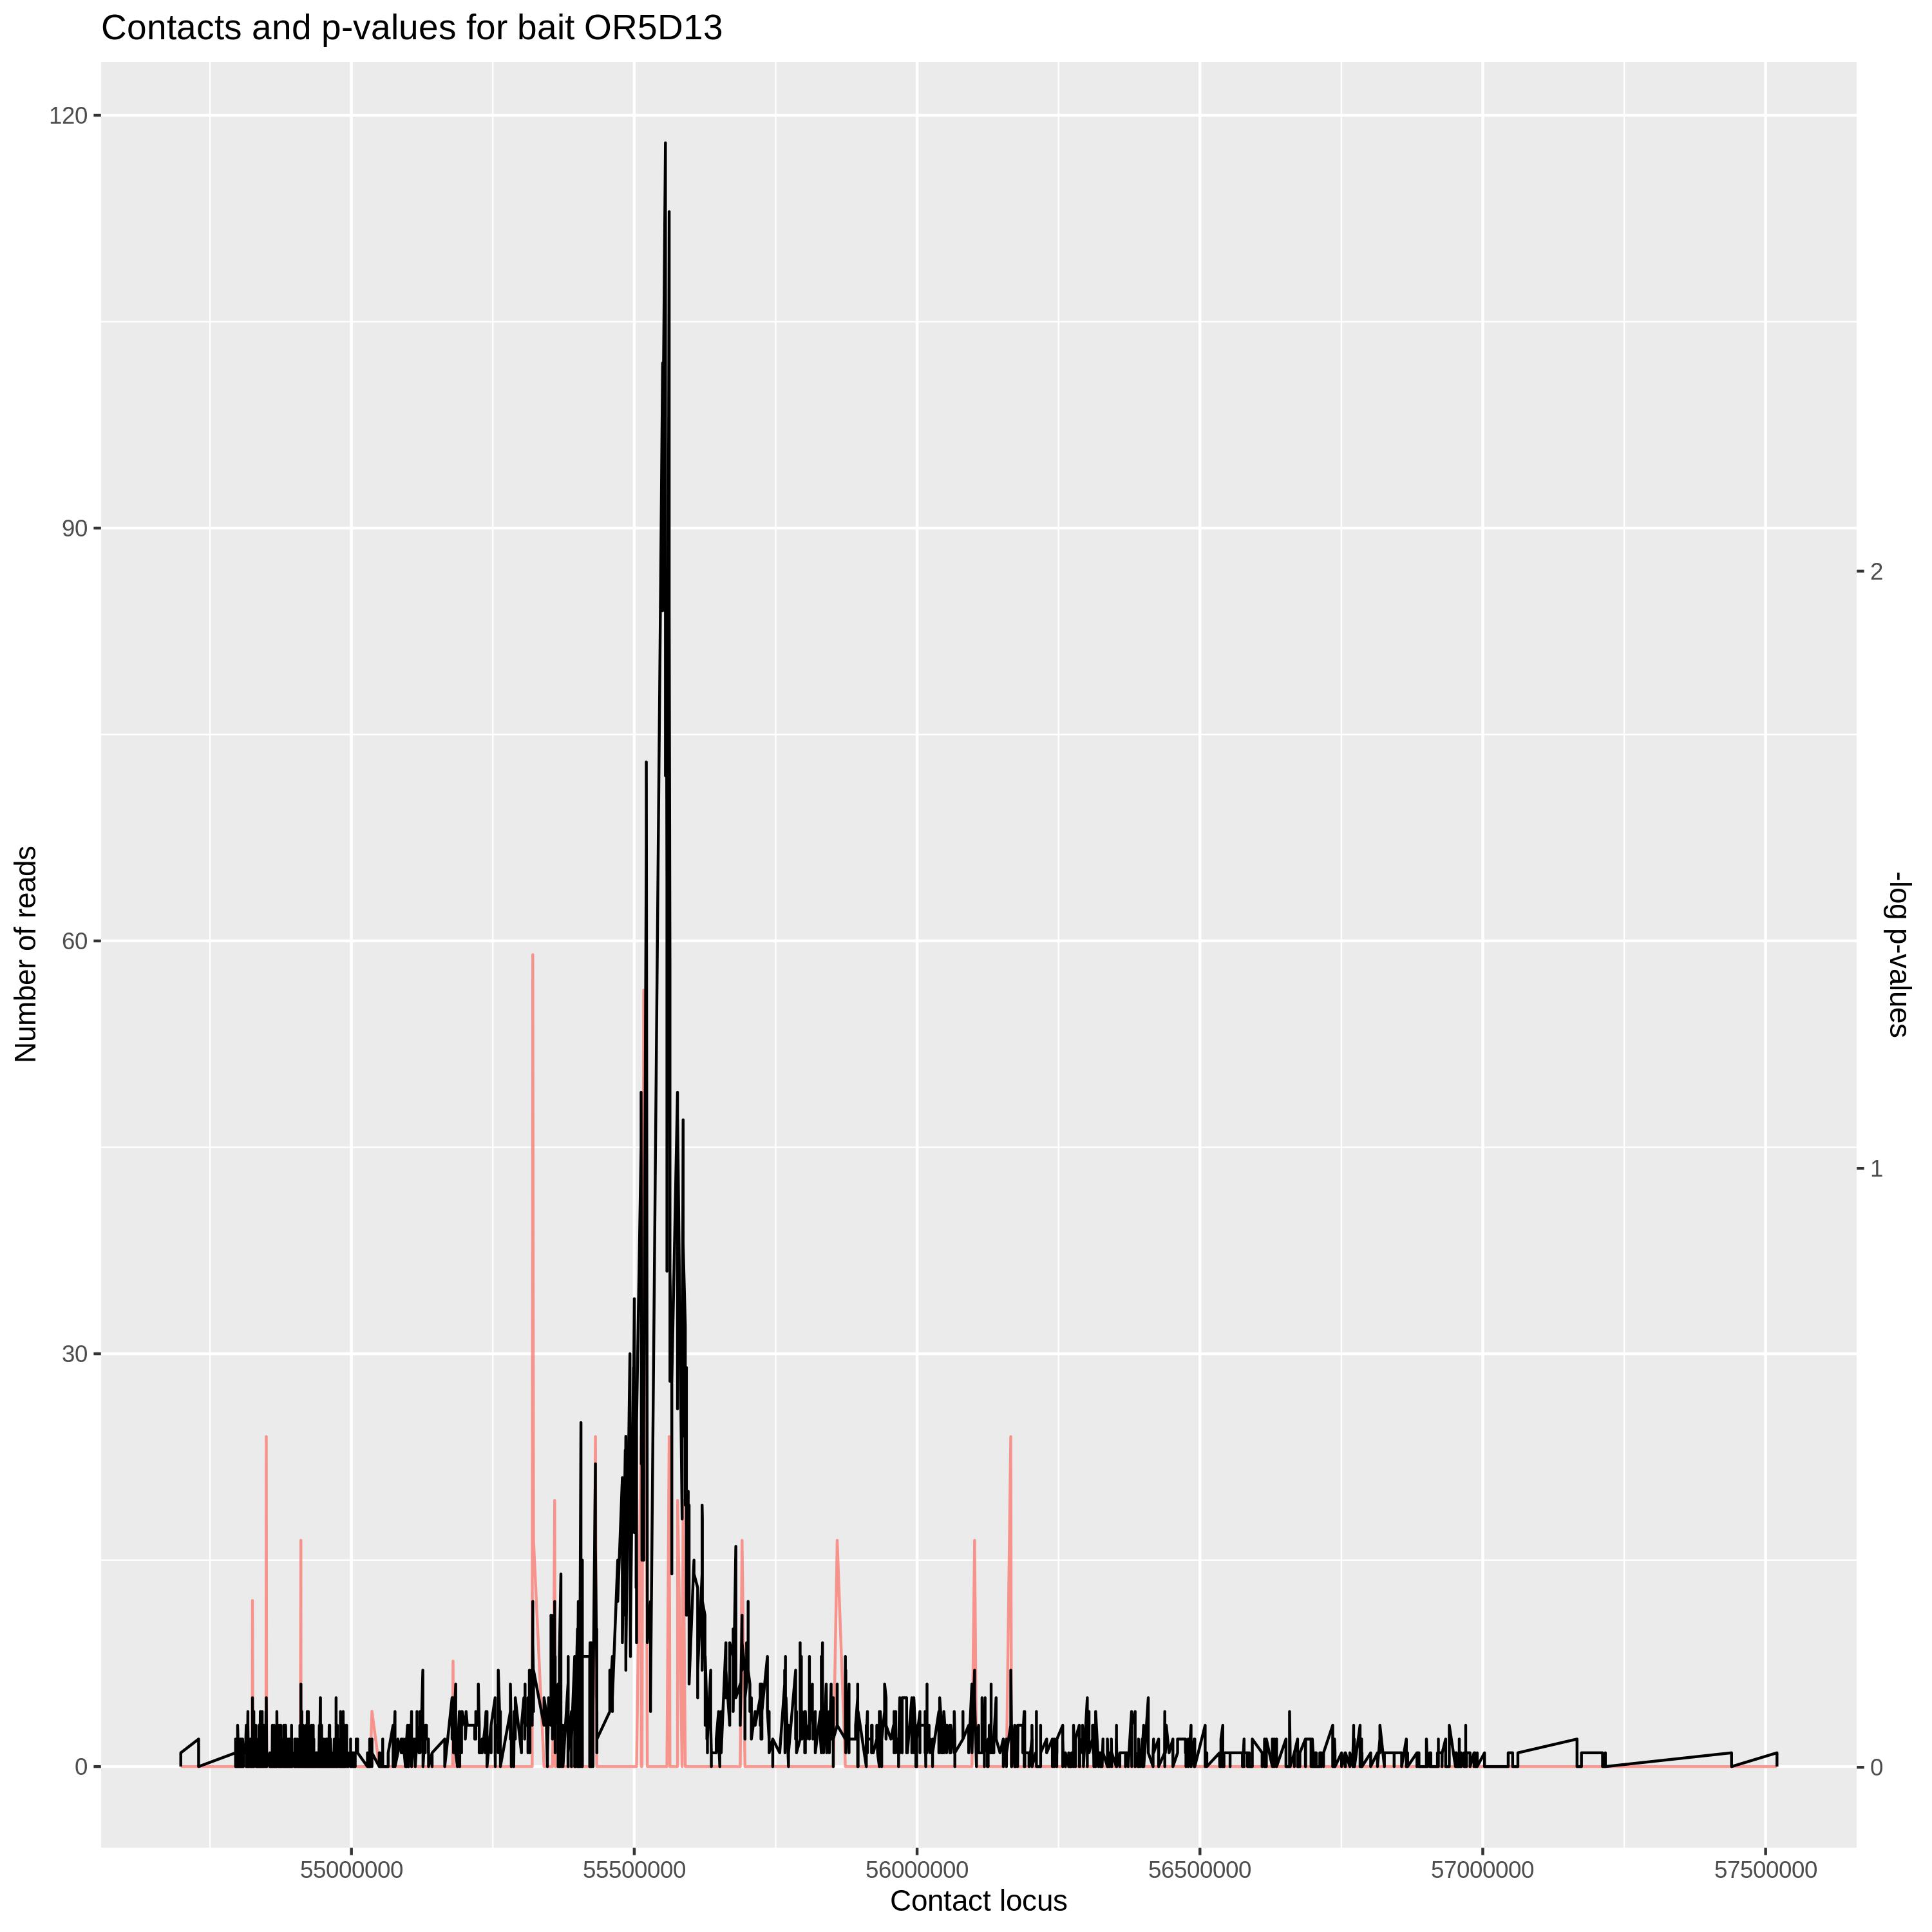 Contacts and p-values for bait OR5D13
120
90
60
30
0
Number of reads
2
1
0
-log p-values
55000000 55500000 56000000 56500000 57000000 57500000
Contact locus